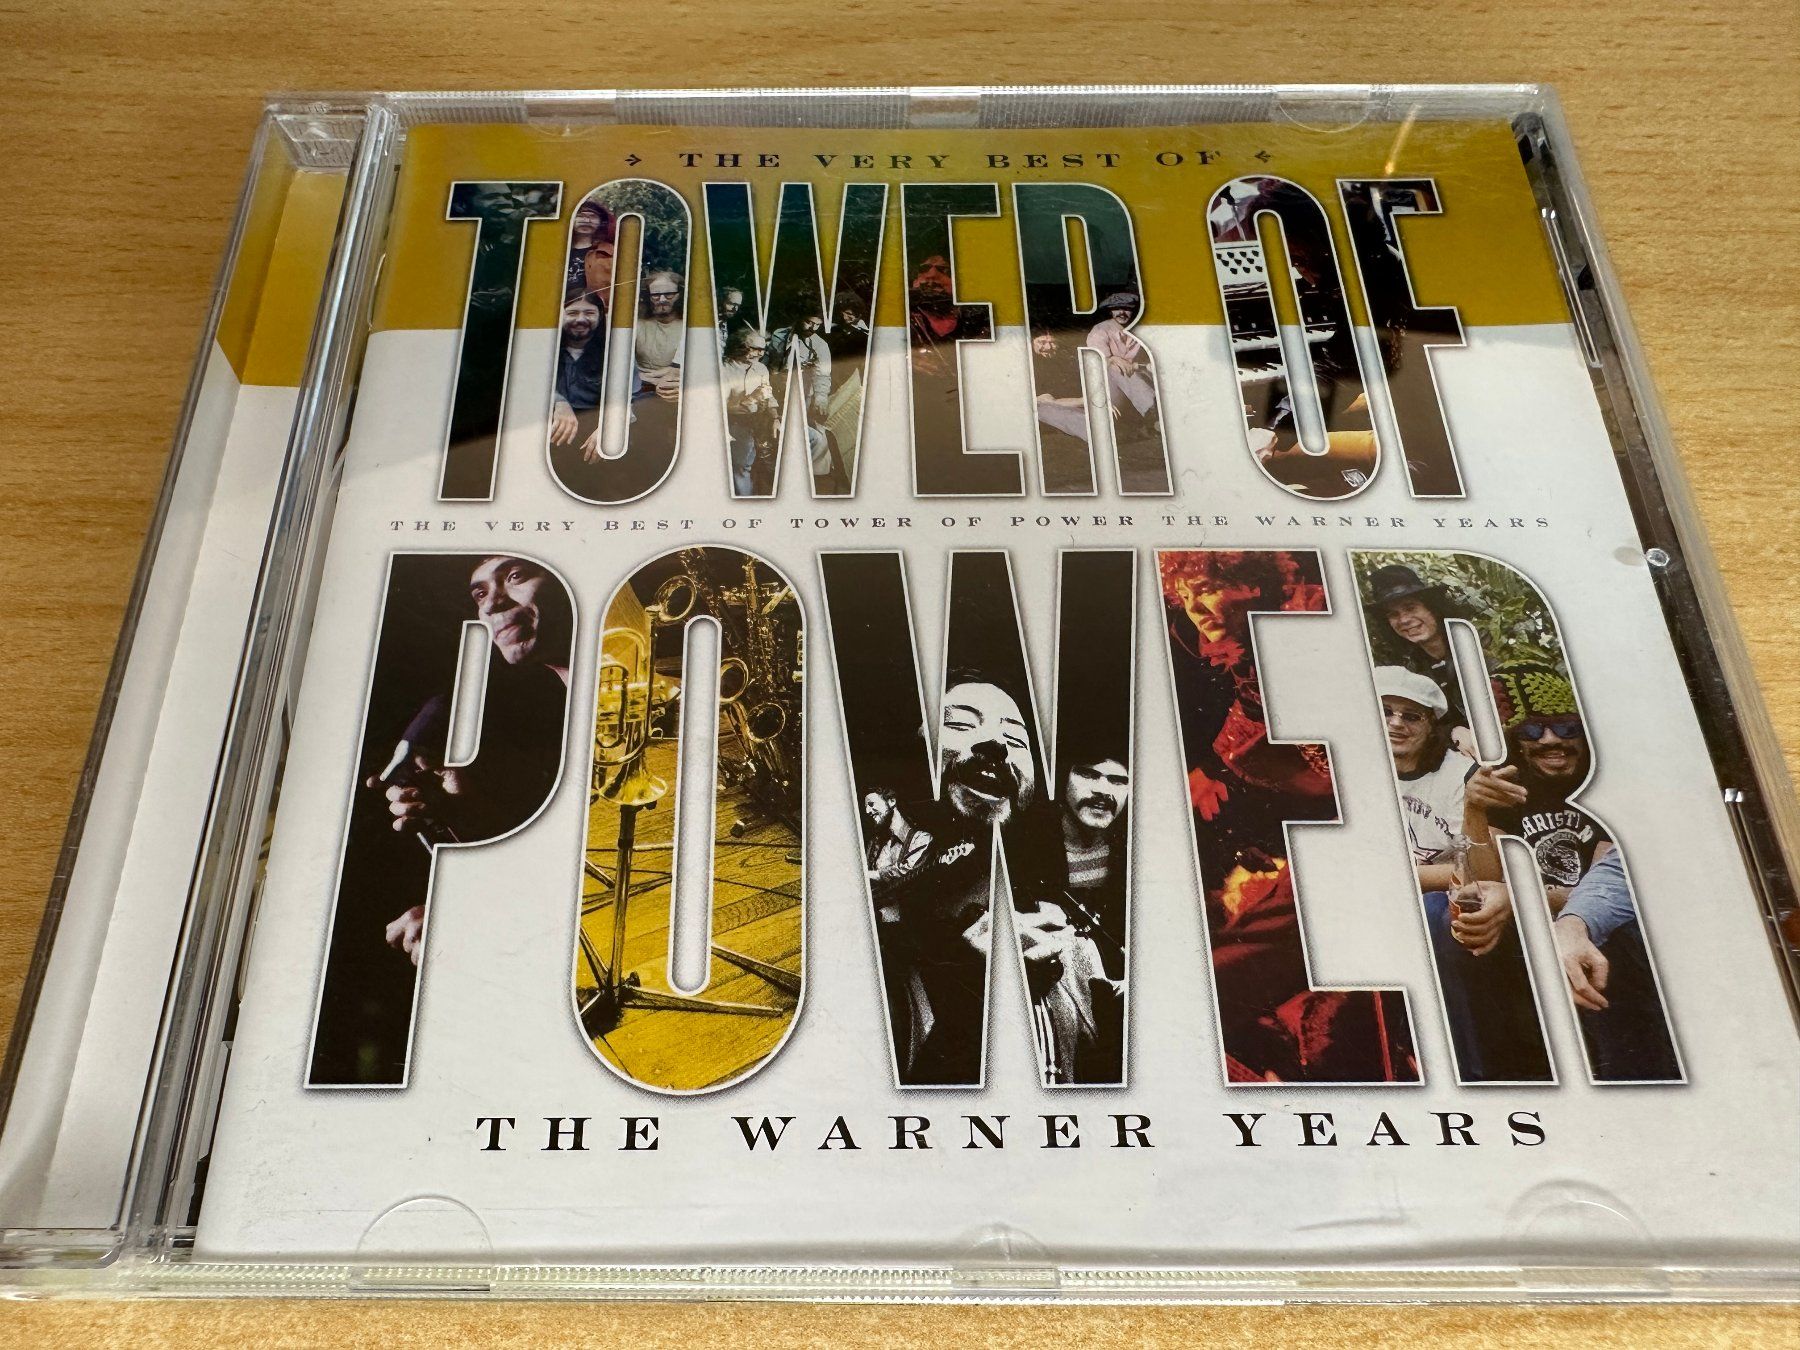 THE VERY BEST OF
TOWER OF
THE VERY BEST OF TOWER OF POWER THE WARNER YEARS
POWER
THE WARNER YEARS